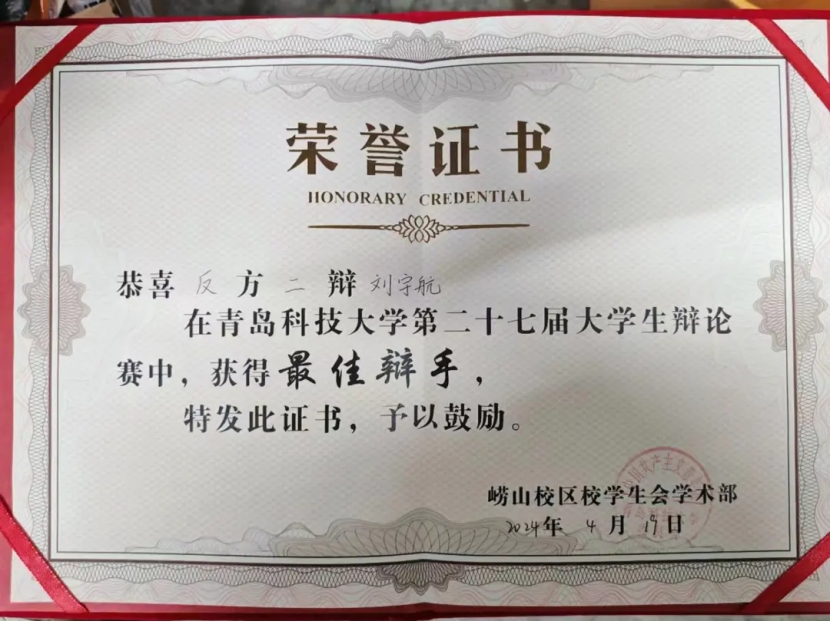 荣誉证书
HONORARY CREDENTIAL
恭喜 反 方 二 辩 刘宇航
在青岛科技大学第二十七届大学生辩论
赛中，获得最佳辩手，
特发此证书，予以鼓励。
崂山校区校学生会学术部
2024年 4 月 19日